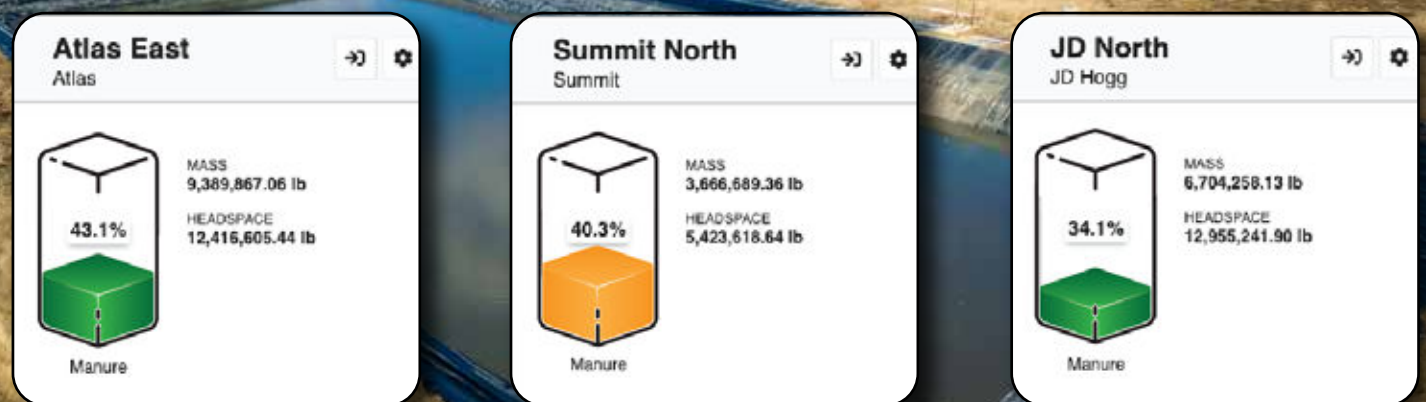 Atlas East
Atlas
MASS
9,389,867.06 lb
HEADSPACE
12,416,605.44 lb
43.1%
Manure
Summit North
Summit
MASS
3,666,689.36 lb
HEADSPACE
5,423,618.64 lb
40.3%
Manure
JD North
JD Hogg
MASS
6,704,258.13 lb
HEADSPACE
12,955,241.90 lb
34.1%
Manure